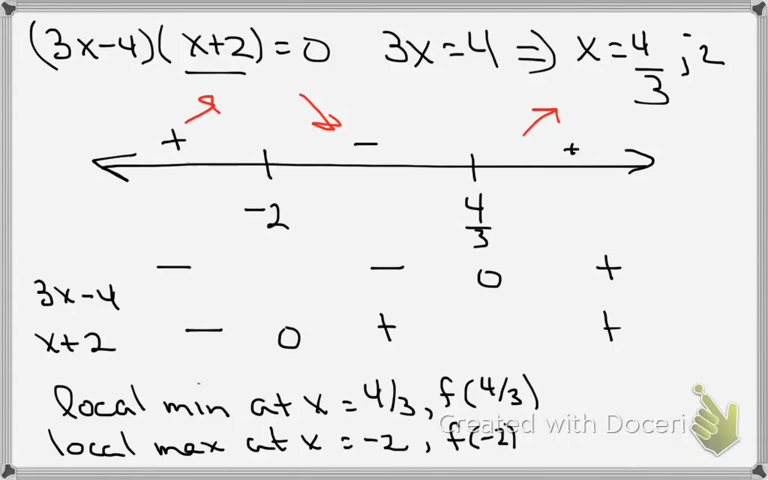 (3x-4)(x+2)=0 3x=4 ⇒ x=4/3 ; 2
+ - +
-2 4/3
- - 0 +
3x-4
x+2 - 0 + +
local min at x = 4/3, f(4/3)
Created with Doceri
local max at x = -2, f(-2)